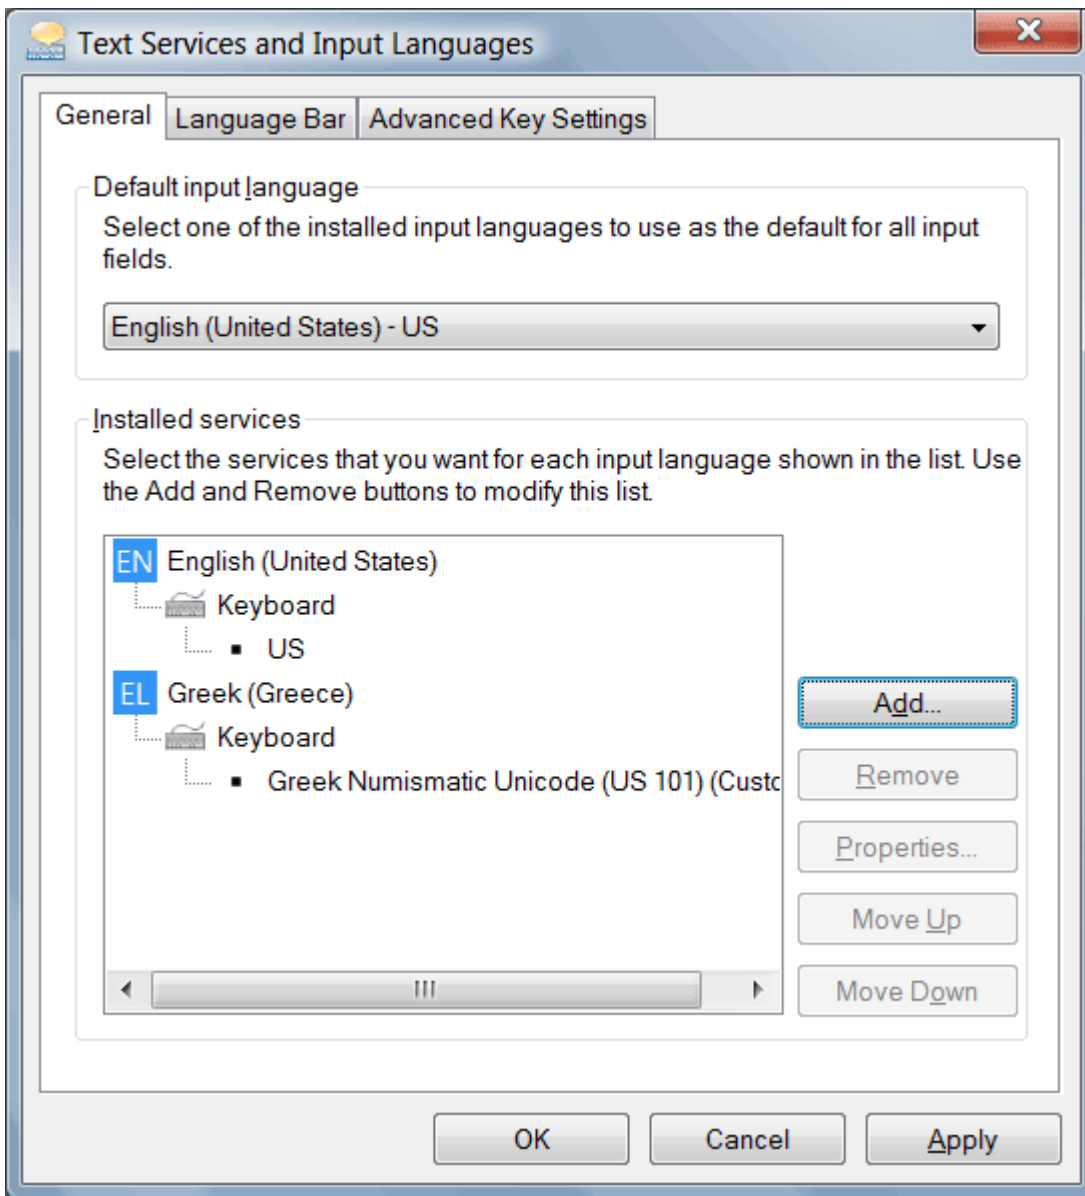 Text Services and Input Languages
General
Language Bar
Advanced Key Settings
Default input language
Select one of the installed input languages to use as the default for all input
fields.
English (United States) - US
Installed services
Select the services that you want for each input language shown in the list. Use
the Add and Remove buttons to modify this list.
EN English (United States)
Keyboard
US
EL Greek (Greece)
Keyboard
Greek Numismatic Unicode (US 101) (Custo
Add...
Remove
Properties...
Move Up
Move Down
OK
Cancel
Apply